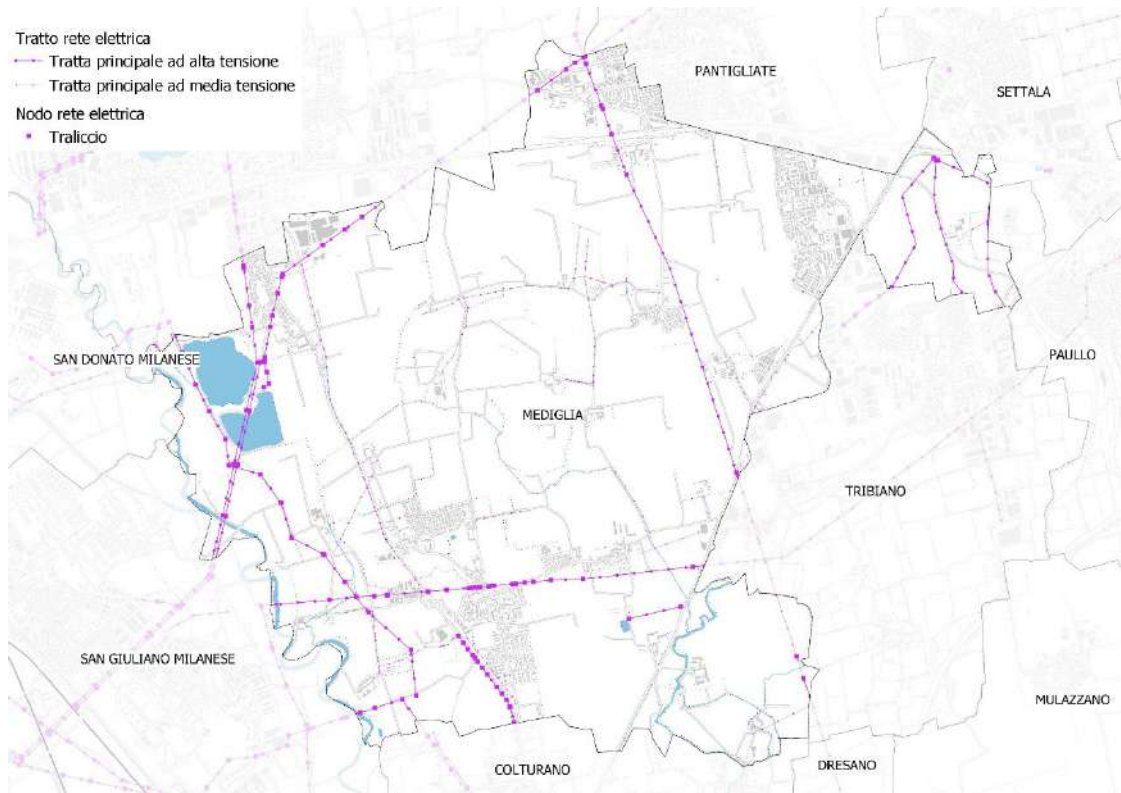 Tratto rete elettrica
Tratta principale ad alta tensione
Tratta principale ad media tensione
Nodo rete elettrica
Traliccio
PANTIGLIATE
SETTALA
SAN DONATO MILANESE
PAULLO
MEDIGLIA
TRIBIANO
SAN GIULIANO MILANESE
MULAZZANO
COLTURANO
DRESANO